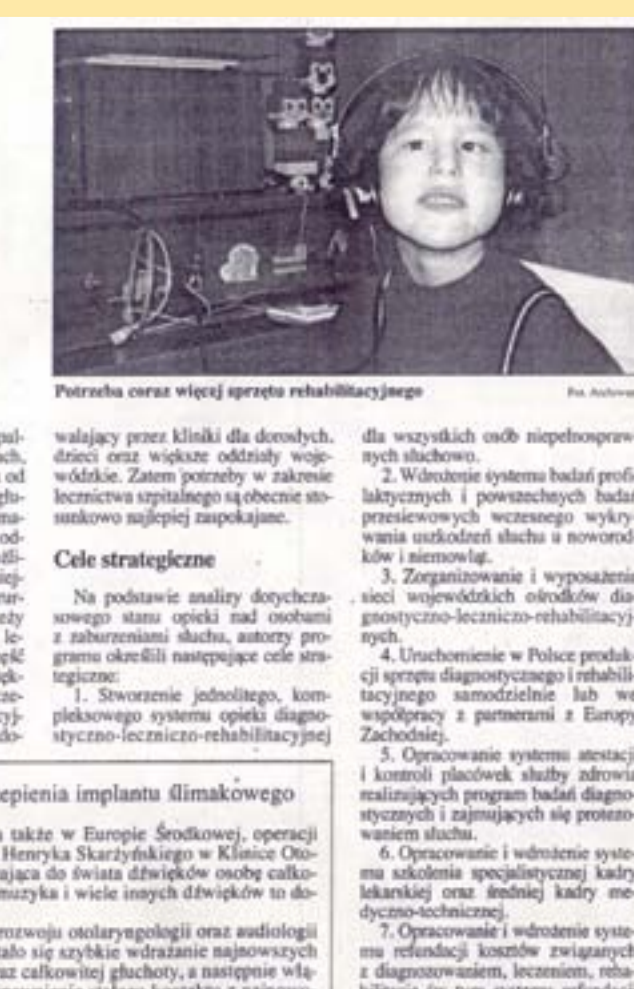 Potrzeba coraz więcej sprzętu rehabilitacyjnego
Fot. Archiwum
walający przez kliniki dla dorosłych,
dzieci oraz większe oddziały woje-
wódzkie. Zatem potrzeby w zakresie
lecznictwa szpitalnego są obecnie sto-
sunkowo najlepiej zaspokajane.
Cele strategiczne
Na podstawie analizy dotychcza-
sowego stanu opieki nad osobami
z zaburzeniami słuchu, autorzy pro-
gramu określili następujące cele stra-
tegiczne:
1. Stworzenie jednolitego, kom-
pleksowego systemu opieki diagno-
styczno-leczniczo-rehabilitacyjnej
dla wszystkich osób niepełnospraw
nych słuchowo.
2. Wdrożenie systemu badań profi
laktycznych i powszechnych badań
przesiewowych wczesnego wykry-
wania uszkodzeń słuchu u noworod-
ków i niemowląt.
3. Zorganizowanie i wyposażenie
sieci wojewódzkich ośrodków dia-
gnostyczno-leczniczo-rehabilitacyj
nych.
4. Uruchomienie w Polsce produk-
cji sprzętu diagnostycznego i rehabili-
tacyjnego samodzielnie lub we
współpracy z partnerami z Europy
Zachodniej.
5. Opracowanie systemu atestacji
i kontroli placówek służby zdrowia
realizujących program badań diagno-
stycznych i zajmujących się protezo-
waniem słuchu.
6. Opracowanie i wdrożenie syste-
mu szkolenia specjalistycznej kadry
lekarskiej oraz średniej kadry me-
dyczno-technicznej.
7. Opracowanie i wdrożenie syste-
mu refundacji kosztów związanych
z diagnozowaniem, leczeniem, reha-
epienia implantu ślimakowego
także w Europie Środkowej, operacji
Henryka Skarżyńskiego w Klinice Oto-
ająca do świata dźwięków osobę całko-
muzyka i wiele innych dźwięków to do-
rozwoju otolaryngologii oraz audiologii
ało się szybkie wdrażanie najnowszych
az całkowitej głuchoty, a następnie włą-